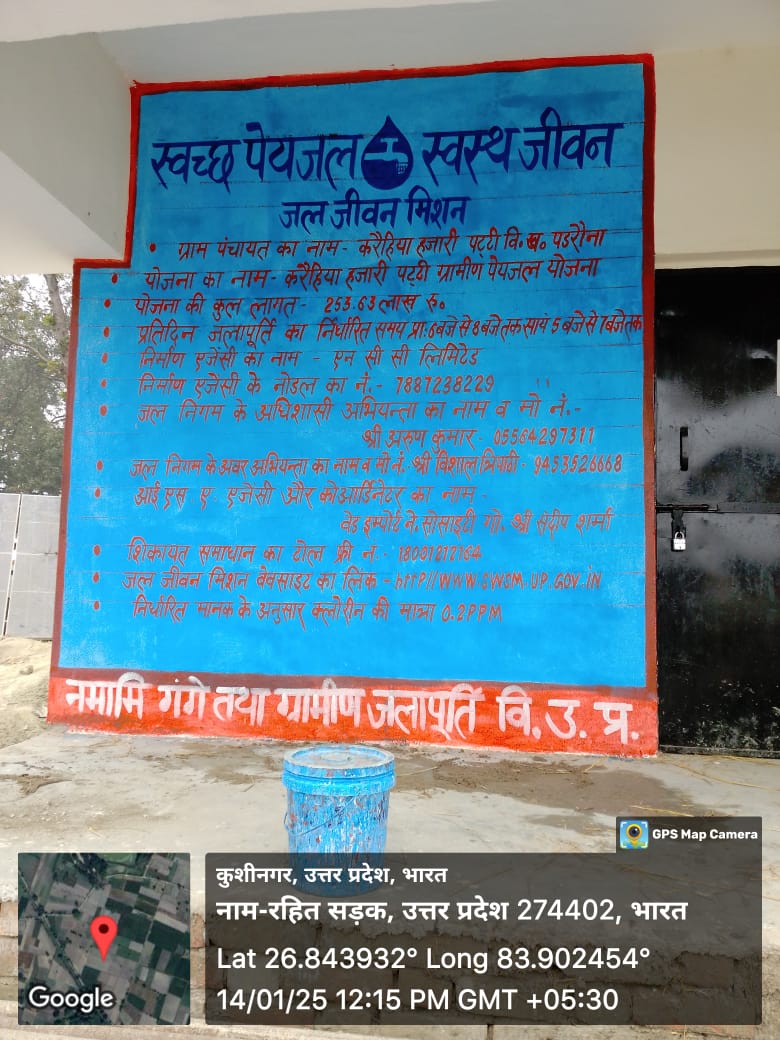 स्वच्छ पेयजल स्वस्थ जीवन
जल जीवन मिशन
• ग्राम पंचायत का नाम- करैहिया हजारी पट्टी वि.ख. पडरौना
• योजना का नाम- करैहिया हजारी पट्टी ग्रामीण पेयजल योजना
• योजना की कुल लागत- 253.63 लाख रु.
• प्रतिदिन जलापूर्ति का निर्धारित समय प्रा: 6 बजे से 8 बजे तक सायं 5 बजे से 7 बजे तक
• निर्माण एजेंसी का नाम - एन सी सी लिमिटेड
• निर्माण एजेंसी के नोडल का नं.- 7887238229
• जल निगम के अधिशासी अभियन्ता का नाम व मो नं.-
श्री अरुण कुमार- 05564297311
• जल निगम के अवर अभियन्ता का नाम व मो नं. श्री विशाल त्रिपाठी - 9453526668
• आई एस ए. एजेंसी और कोआर्डिनेटर का नाम-
वेड इम्पोर्ट ने. सोसाइटी गो. श्री संदीप शर्मा
• शिकायत समाधान का टोल फ्री न.- 18001212164
• जल जीवन मिशन वेवसाइट का लिंक -http//WWW.SWSM.UP.GOV.IN
• निर्धारित मानक के अनुसार क्लोरीन की मात्रा 0.2PPM
नमामि गंगे तथा ग्रामीण जलापूर्ति वि. उ. प्र.
GPS Map Camera
कुशीनगर, उत्तर प्रदेश, भारत
नाम-रहित सड़क, उत्तर प्रदेश 274402, भारत
Lat 26.843932° Long 83.902454°
14/01/25 12:15 PM GMT +05:30
Google